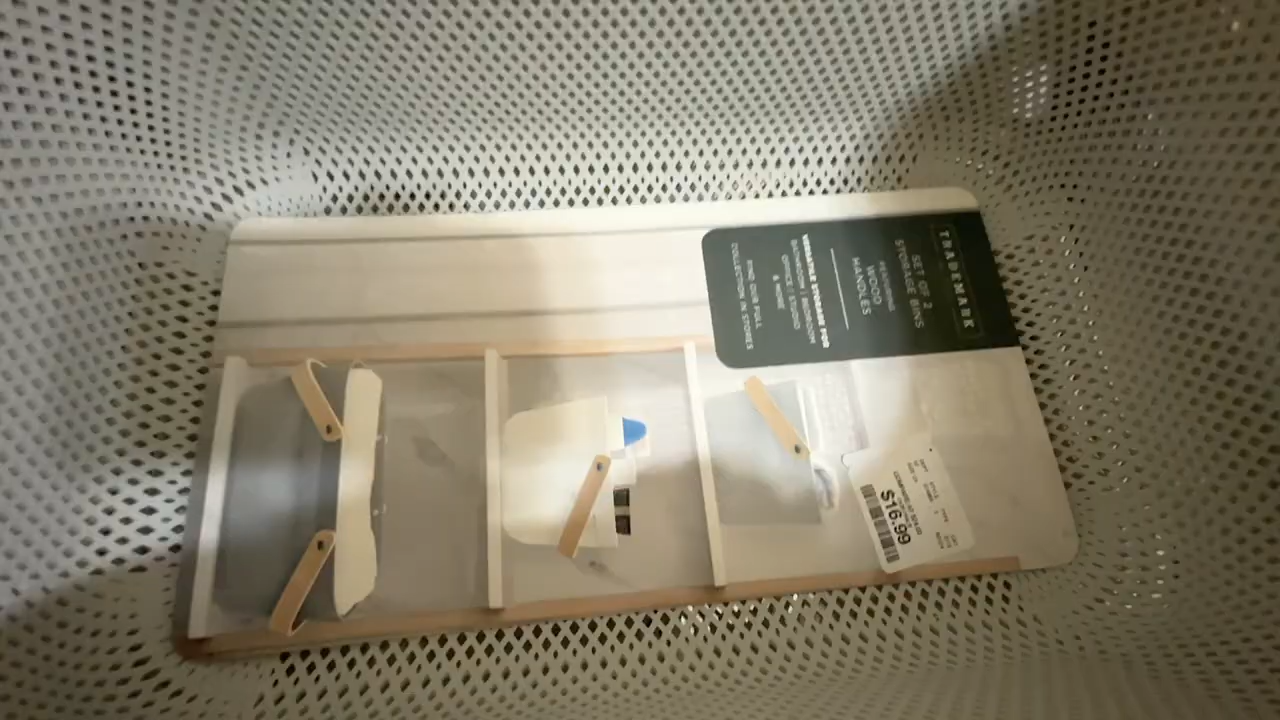 TRADEMARK
SET OF 2
STORAGE BINS
FEATURING
WOOD
HANDLES
VERSATILE STORAGE FOR
BATHROOM / BEDROOM
OFFICE / STUDIO
& MORE
FIND OUR FULL
COLLECTION IN STORES
$16.99